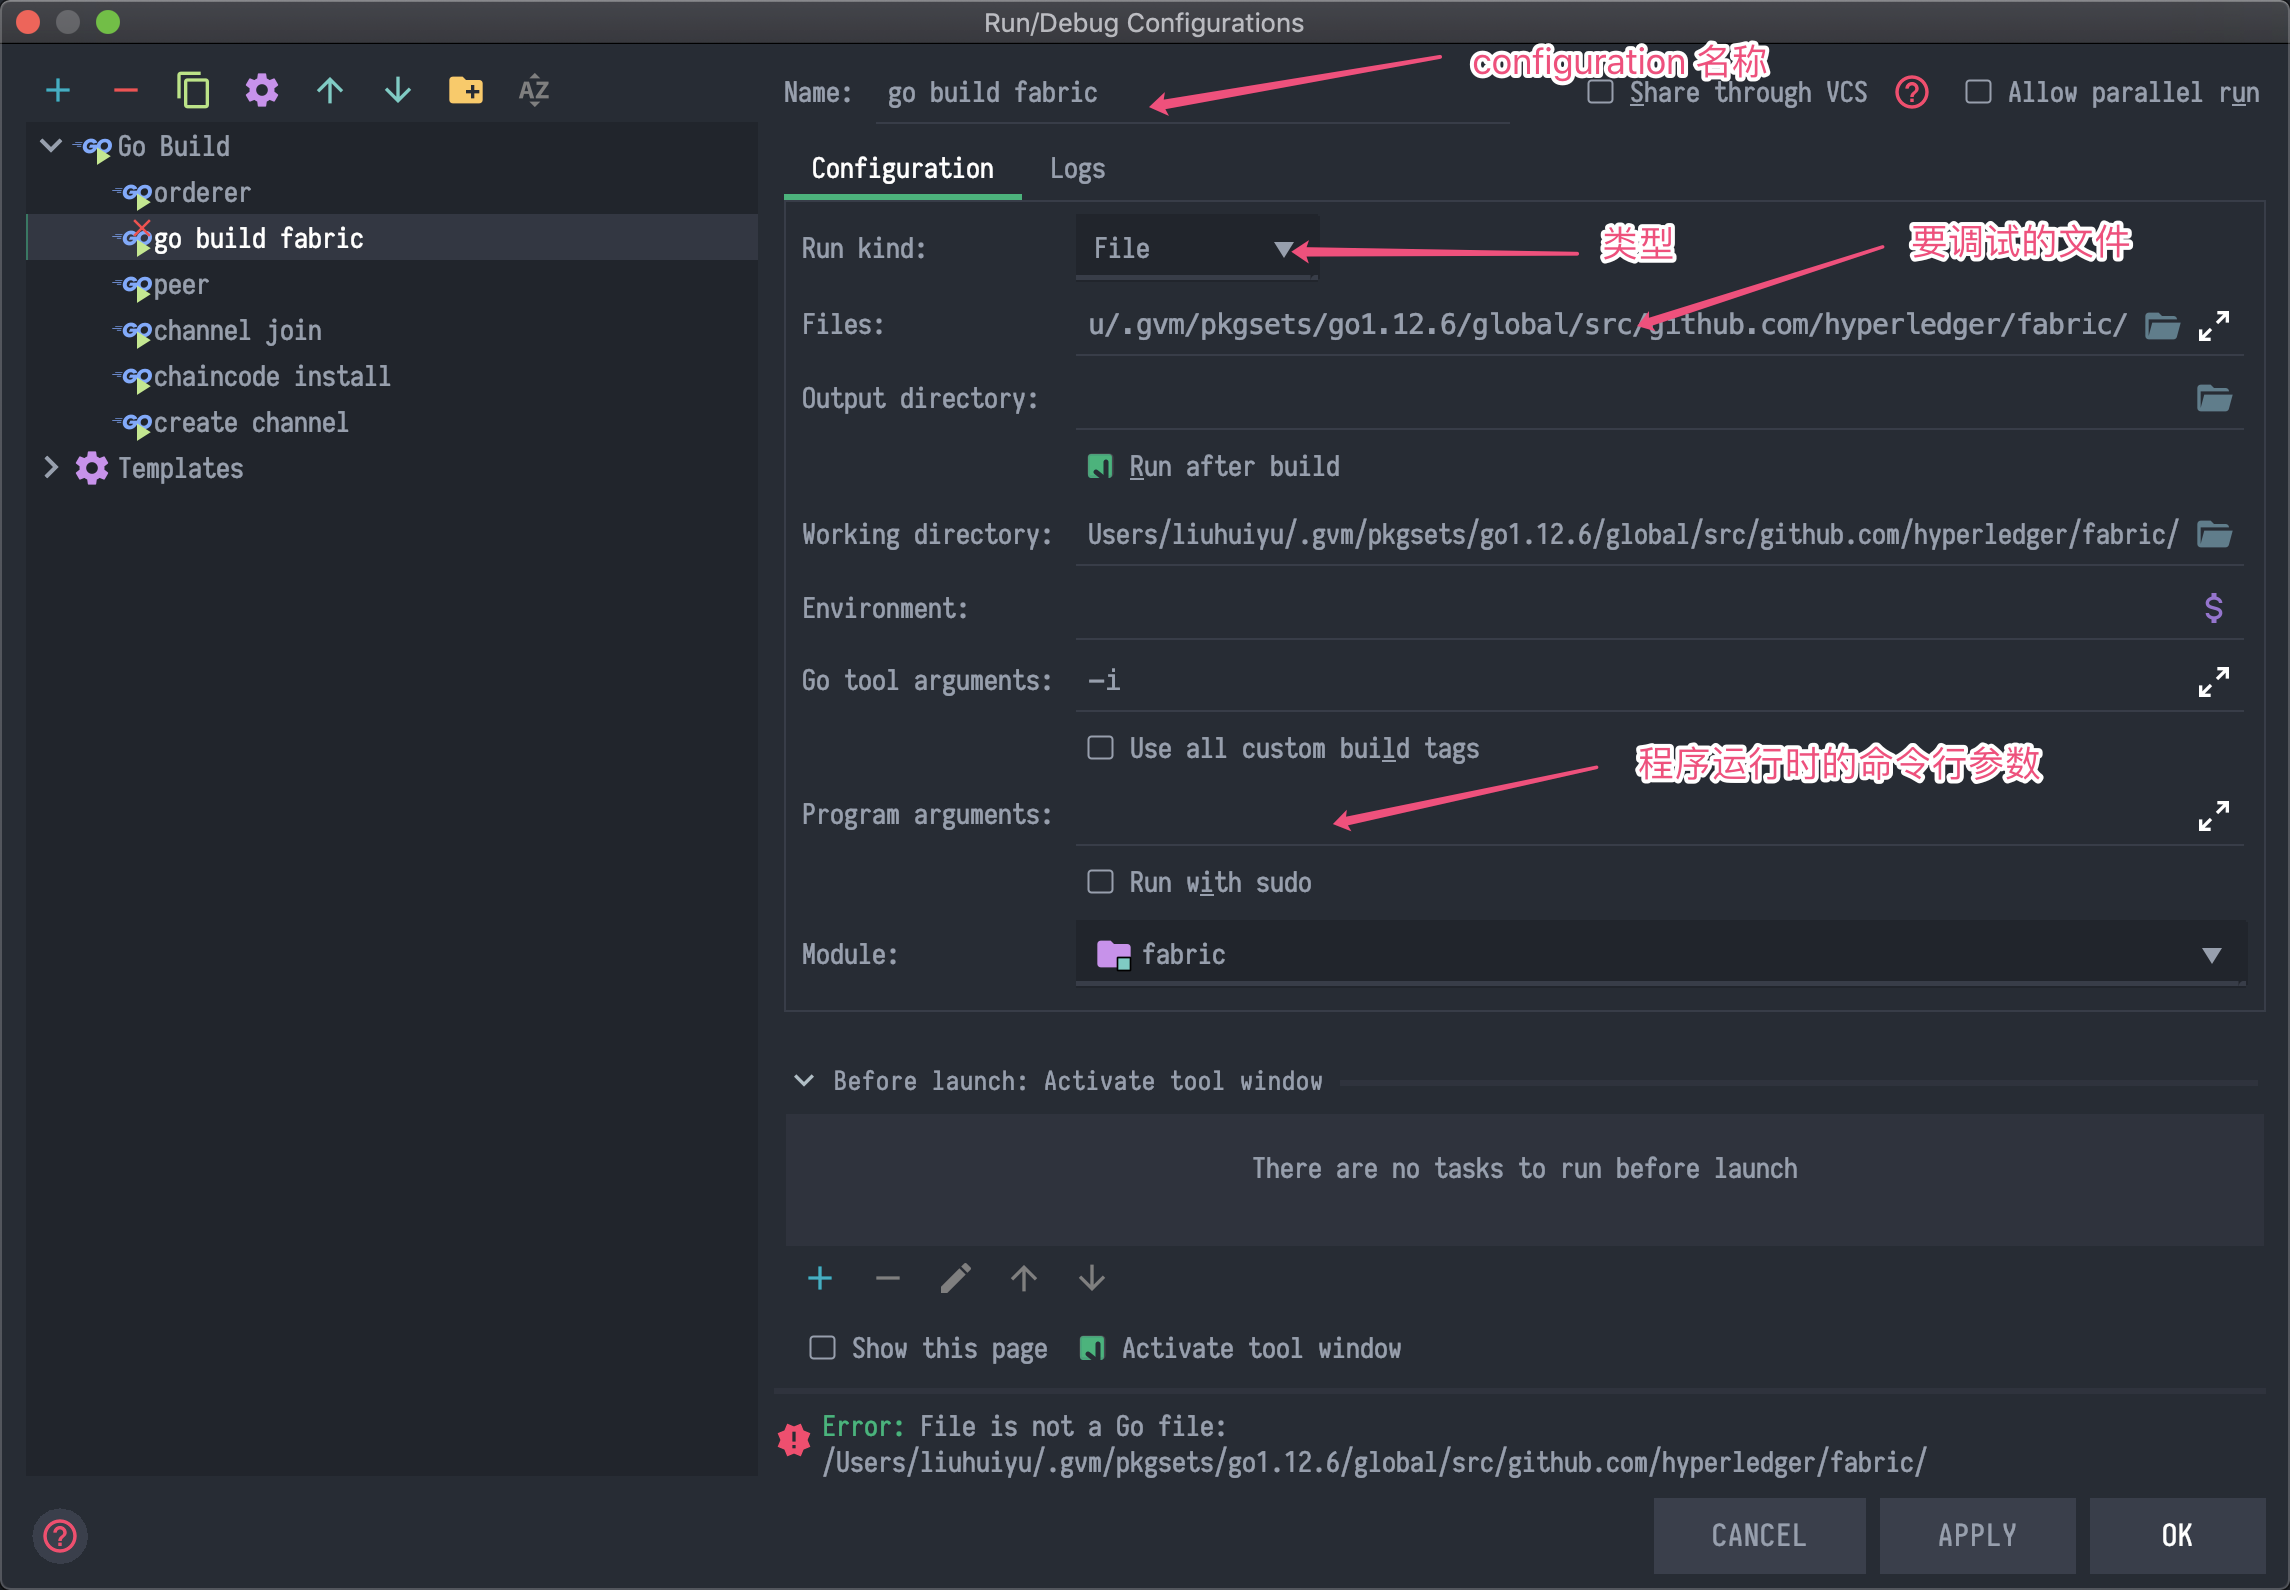 Run/Debug Configurations
configuration 名称
Name: go build fabric
Share through VCS
Allow parallel run
Go Build
orderer
go build fabric
peer
channel join
chaincode install
create channel
Templates
Configuration Logs
Run kind: File
类型
要调试的文件
Files: u/.gvm/pkgsets/go1.12.6/global/src/github.com/hyperledger/fabric/
Output directory:
Run after build
Working directory: Users/liuhuiyu/.gvm/pkgsets/go1.12.6/global/src/github.com/hyperledger/fabric/
Environment: $
Go tool arguments: -i
Use all custom build tags
程序运行时的命令行参数
Program arguments:
Run with sudo
Module: fabric
Before launch: Activate tool window
There are no tasks to run before launch
Show this page Activate tool window
Error: File is not a Go file:
/Users/liuhuiyu/.gvm/pkgsets/go1.12.6/global/src/github.com/hyperledger/fabric/
CANCEL APPLY OK